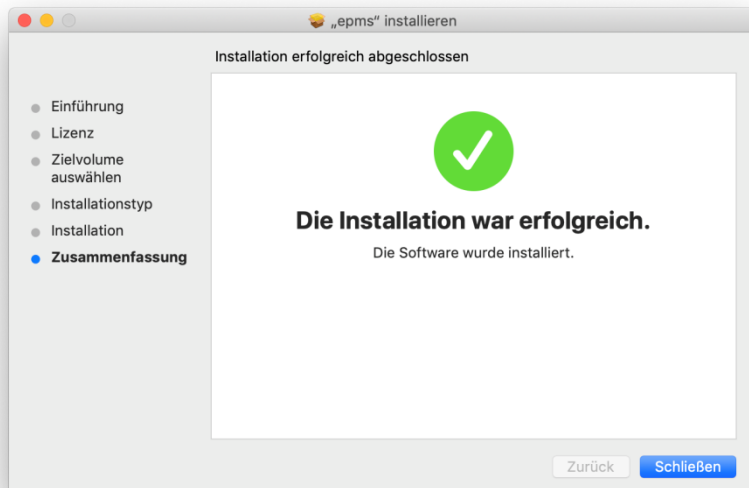 „epms“ installieren
Installation erfolgreich abgeschlossen
Einführung
Lizenz
Zielvolume
auswählen
Installationstyp
Installation
Zusammenfassung
Die Installation war erfolgreich.
Die Software wurde installiert.
Zurück
Schließen